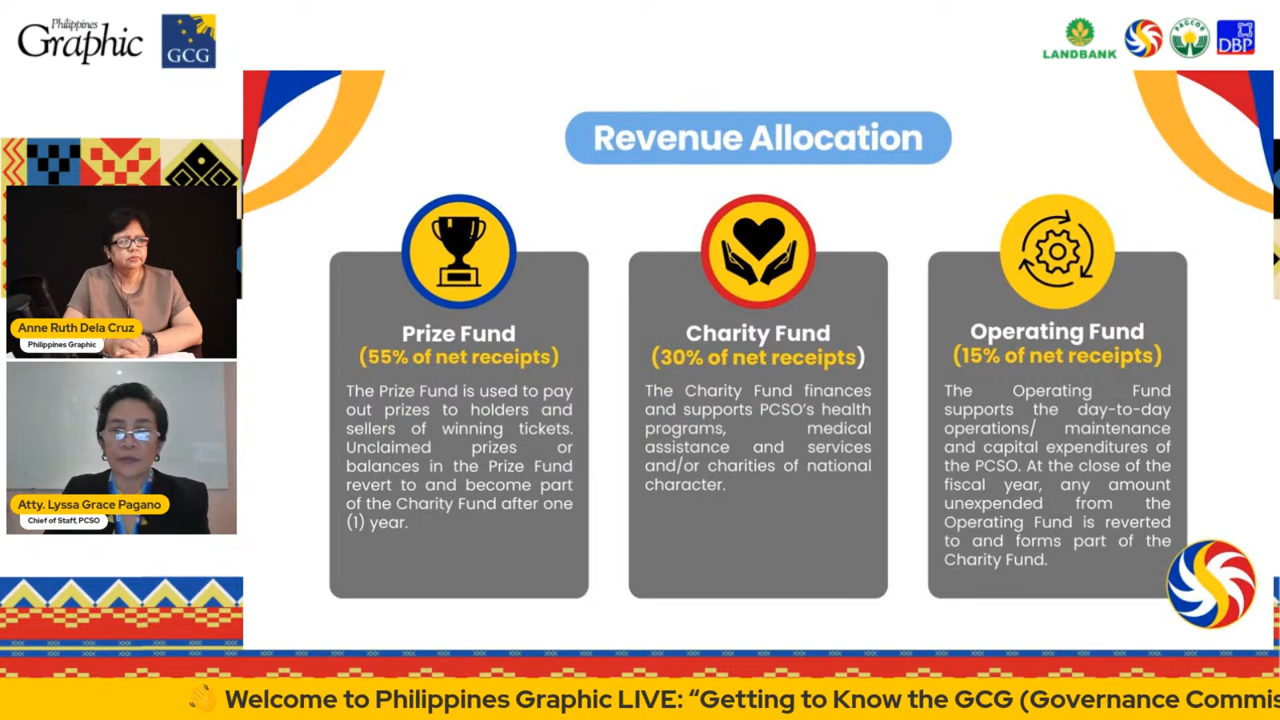 Philippines
Graphic
GCG
LANDBANK
PAGCOR
DBP
Revenue Allocation
Prize Fund
(55% of net receipts)
The Prize Fund is used to pay
out prizes to holders and
sellers of winning tickets.
Unclaimed prizes or
balances in the Prize Fund
revert to and become part
of the Charity Fund after one
(1) year.
Charity Fund
(30% of net receipts)
The Charity Fund finances
and supports PCSO’s health
programs, medical
assistance and services
and/or charities of national
character.
Operating Fund
(15% of net receipts)
The Operating Fund
supports the day-to-day
operations/ maintenance
and capital expenditures of
the PCSO. At the close of the
fiscal year, any amount
unexpended from the
Operating Fund is reverted
to and forms part of the
Charity Fund.
Anne Ruth Dela Cruz
Philippines Graphic
Atty. Lyssa Grace Pagano
Chief of Staff, PCSO
👋 Welcome to Philippines Graphic LIVE: “Getting to Know the GCG (Governance Commis